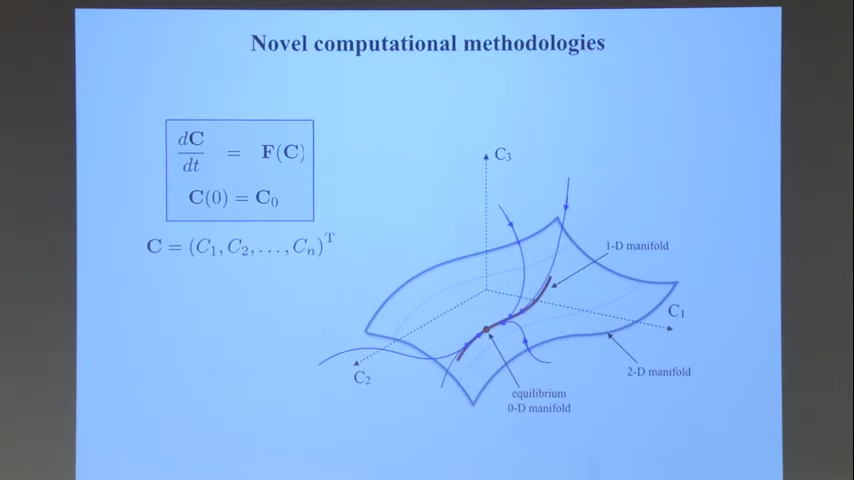 Novel computational methodologies
dC/dt = F(C)
C(0) = C₀
C = (C₁, C₂, . . . , Cₙ)ᵀ
C₃
1-D manifold
C₁
2-D manifold
C₂
equilibrium
0-D manifold